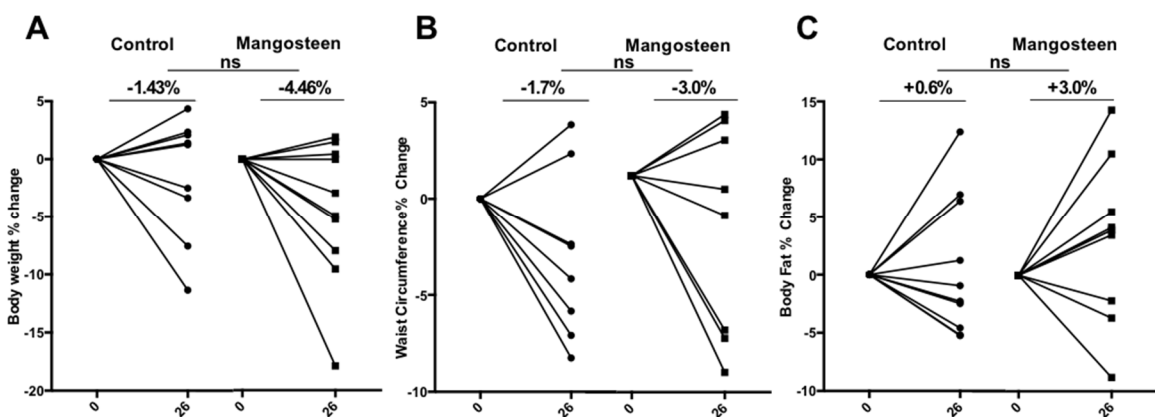 A
Control
Mangosteen
ns
-1.43%
-4.46%
Body weight % change
5
0
-5
-10
-15
-20
0
26
0
26
B
Control
Mangosteen
ns
-1.7%
-3.0%
Waist Circumference% Change
5
0
-5
-10
0
26
0
26
C
Control
Mangosteen
ns
+0.6%
+3.0%
Body Fat % Change
15
10
5
0
-5
-10
0
26
0
26